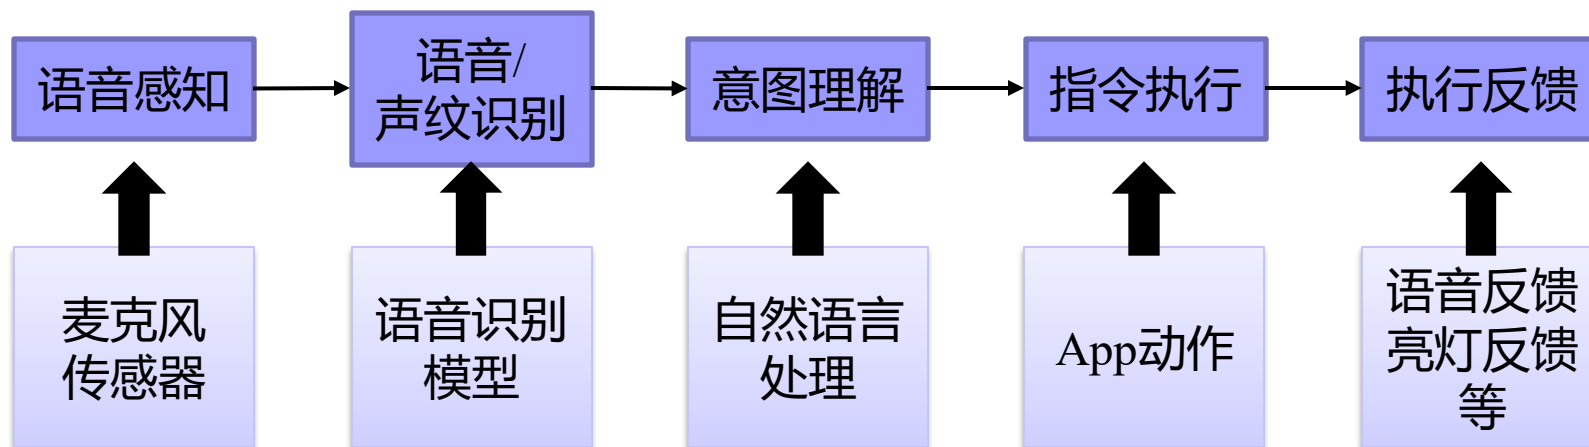 语音感知
语音/
声纹识别
意图理解
指令执行
执行反馈
麦克风
传感器
语音识别
模型
自然语言
处理
App动作
语音反馈
亮灯反馈
等